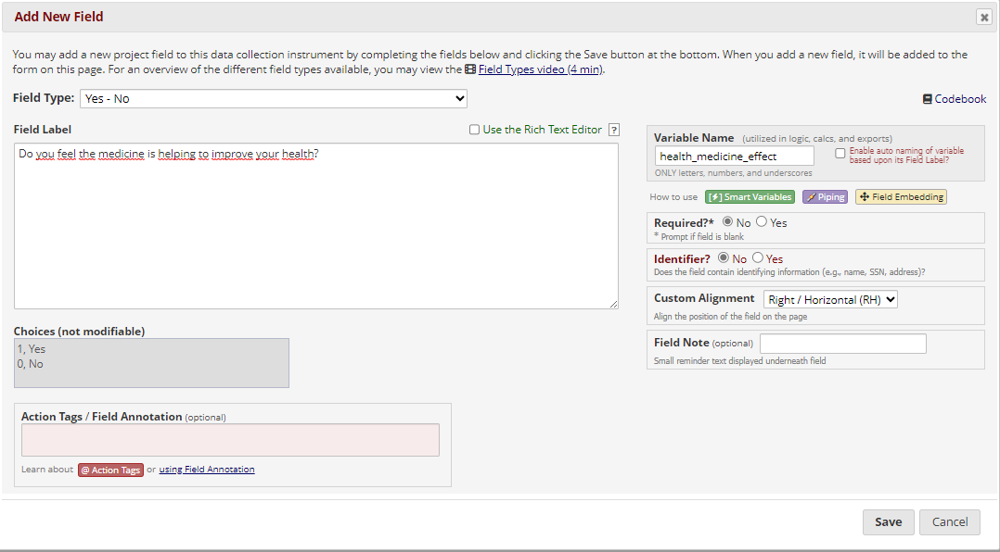 Add New Field
You may add a new project field to this data collection instrument by completing the fields below and clicking the Save button at the bottom. When you add a new field, it will be added to the
form on this page. For an overview of the different field types available, you may view the Field Types video (4 min).
Field Type: Yes - No
Codebook
Field Label
Use the Rich Text Editor ?
Do you feel the medicine is helping to improve your health?
Choices (not modifiable)
1, Yes
0, No
Action Tags / Field Annotation (optional)
Learn about @ Action Tags or using Field Annotation
Variable Name (utilized in logic, calcs, and exports)
health_medicine_effect
Enable auto naming of variable
based upon its Field Label?
ONLY letters, numbers, and underscores
How to use [⚡] Smart Variables Piping Field Embedding
Required?* No Yes
* Prompt if field is blank
Identifier? No Yes
Does the field contain identifying information (e.g., name, SSN, address)?
Custom Alignment Right / Horizontal (RH)
Align the position of the field on the page
Field Note (optional)
Small reminder text displayed underneath field
Save Cancel